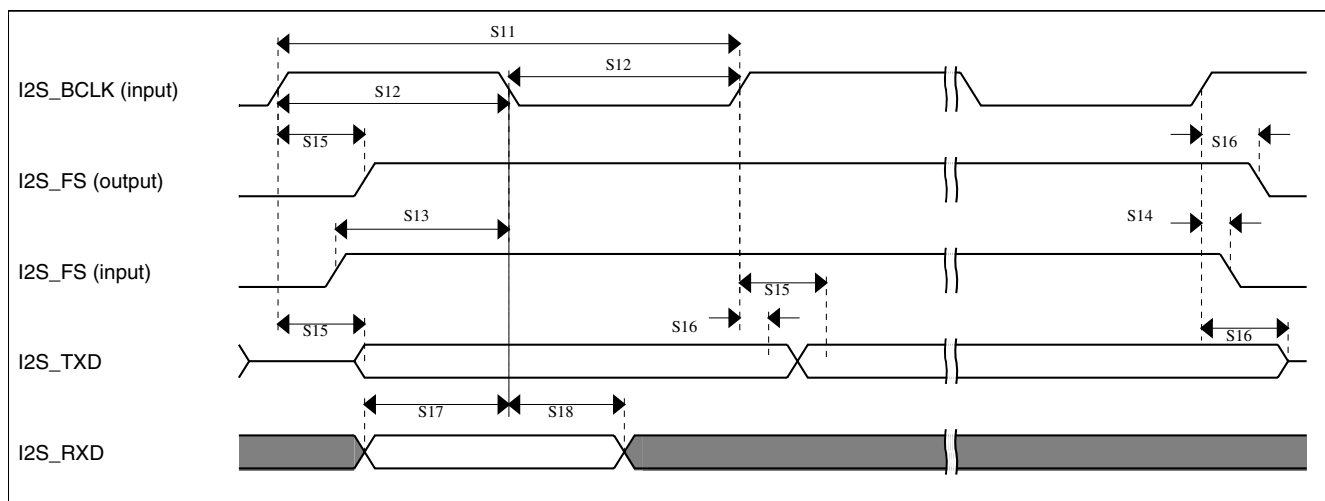 S11
I2S_BCLK (input)
S12
S12
S15
S16
I2S_FS (output)
S13
S14
I2S_FS (input)
S15
S15
S16
S16
I2S_TXD
S17
S18
I2S_RXD